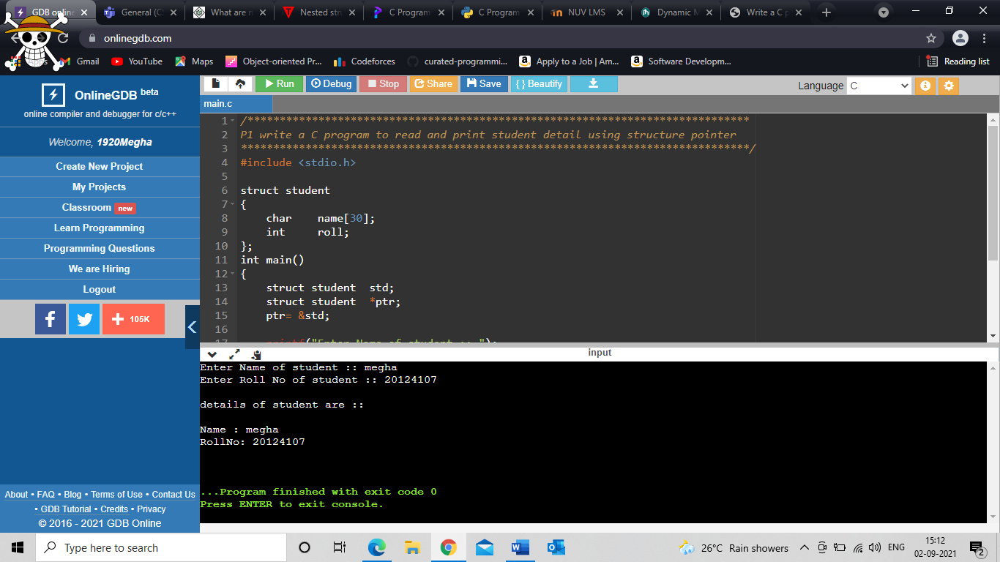 GDB online
General (CS
What are n
Nested stru
C Program
C Program
NUV LMS
Dynamic M
Write a C p
onlinegdb.com
Apps
Gmail
YouTube
Maps
Object-oriented Pr...
Codeforces
curated-programmi...
Apply to a Job | Am...
Software Developm...
Reading list
OnlineGDB beta
online compiler and debugger for c/c++
Welcome, 1920Megha
Create New Project
My Projects
Classroom new
Learn Programming
Programming Questions
We are Hiring
Logout
105K
About • FAQ • Blog • Terms of Use • Contact Us
• GDB Tutorial • Credits • Privacy
© 2016 - 2021 GDB Online
Run
Debug
Stop
Share
Save
{ } Beautify
Language C
main.c
1 /******************************************************************************
2 P1 write a C program to read and print student detail using structure pointer
3 *******************************************************************************/
4 #include <stdio.h>
5
6 struct student
7 {
8     char    name[30];
9     int     roll;
10 };
11 int main()
12 {
13     struct student  std;
14     struct student  *ptr;
15     ptr= &std;
16
17     printf("Enter Name of student :: ");
input
Enter Name of student :: megha
Enter Roll No of student :: 20124107
details of student are ::
Name : megha
RollNo: 20124107
...Program finished with exit code 0
Press ENTER to exit console.
Type here to search
26°C Rain showers
ENG
15:12
02-09-2021
2